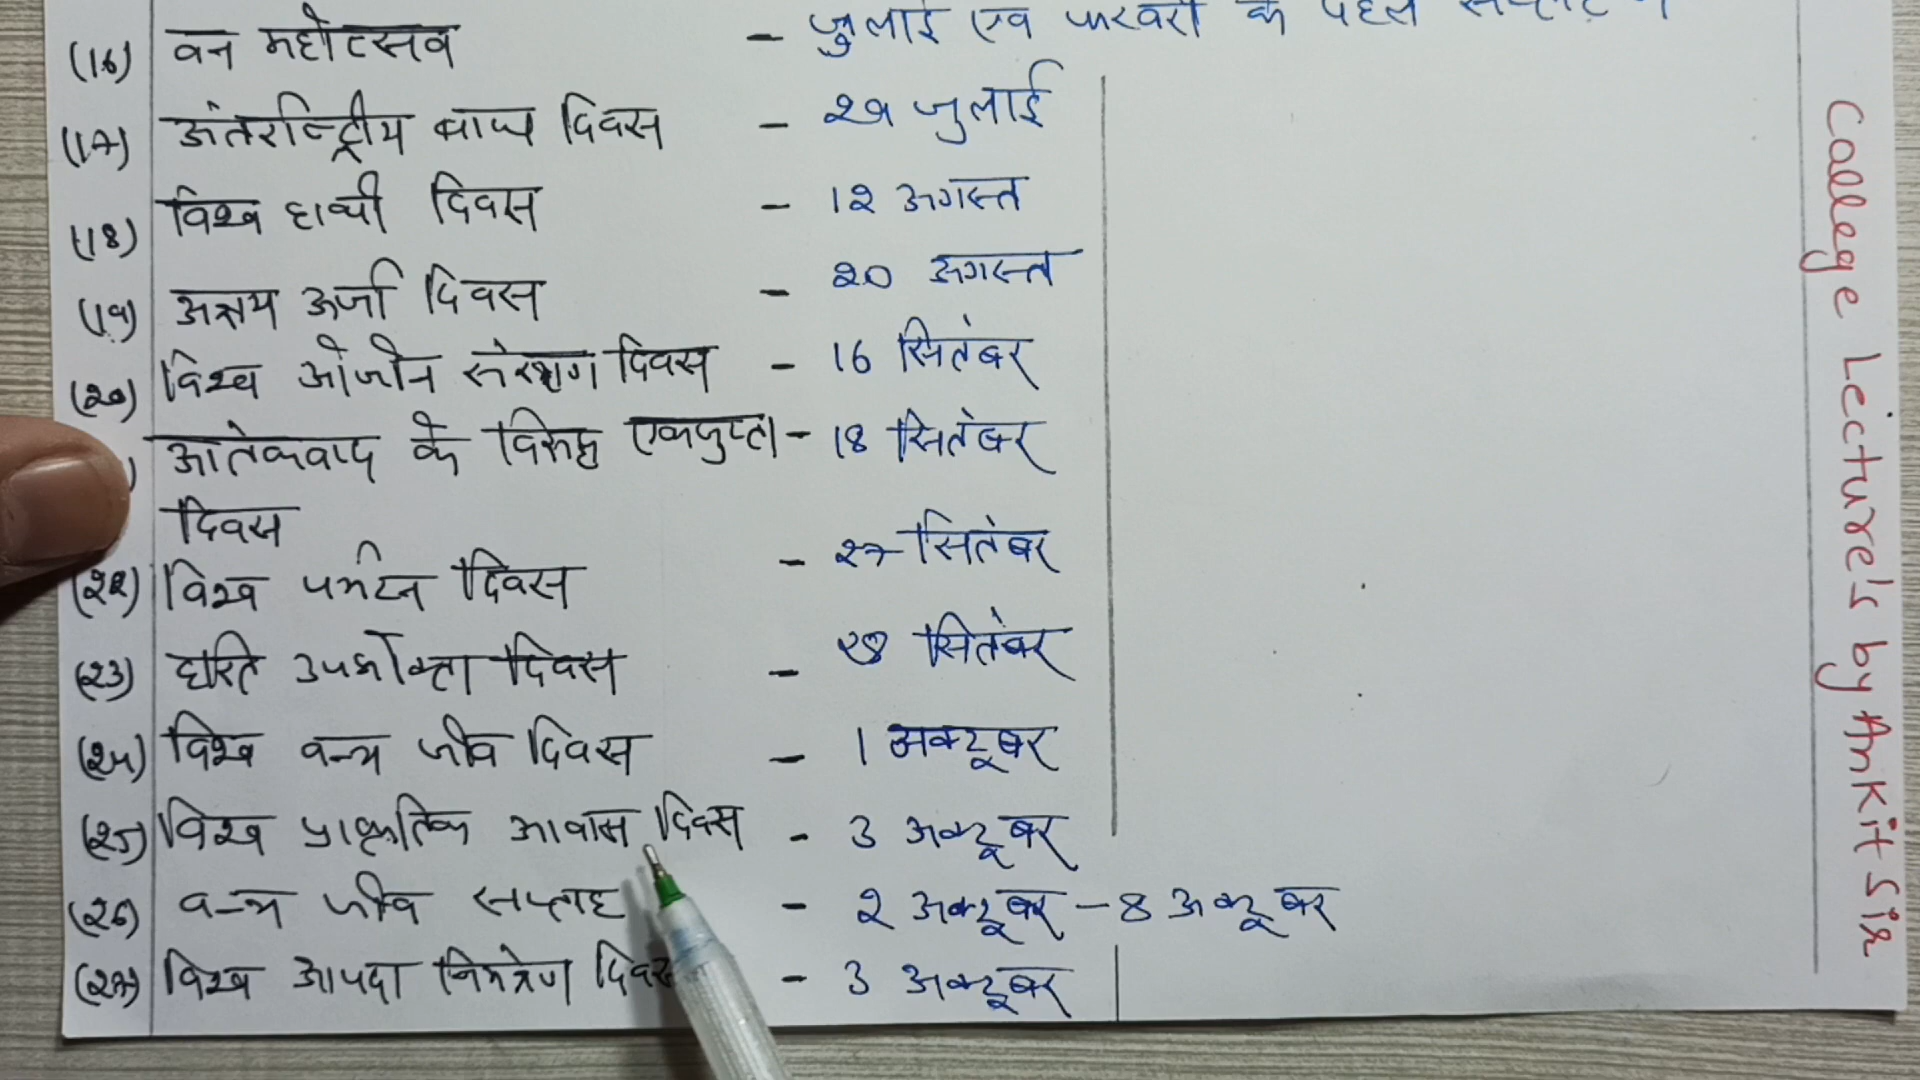 (16) वन महोत्सव - जुलाई एवं फरवरी के पहले सप्ताह में
(17) अंतर्राष्ट्रीय बाघ दिवस - 29 जुलाई
(18) विश्व हाथी दिवस - 12 अगस्त
(19) अक्षय ऊर्जा दिवस - 20 अगस्त
(20) विश्व ओजोन संरक्षण दिवस - 16 सितंबर
) आतंकवाद के विरुद्ध एकजुटता - 18 सितंबर
दिवस
(22) विश्व पर्यटन दिवस - 27 सितंबर
(23) हरित उपभोक्ता दिवस - सितंबर
(24) विश्व वन्य जीव दिवस - 1 अक्टूबर
(25) विश्व प्राकृतिक आवास दिवस - 3 अक्टूबर
(26) वन्य जीव सप्ताह - 2 अक्टूबर - 8 अक्टूबर
(27) विश्व आपदा नियंत्रण दिवस - 3 अक्टूबर
College Lecture's by Ankit Sir